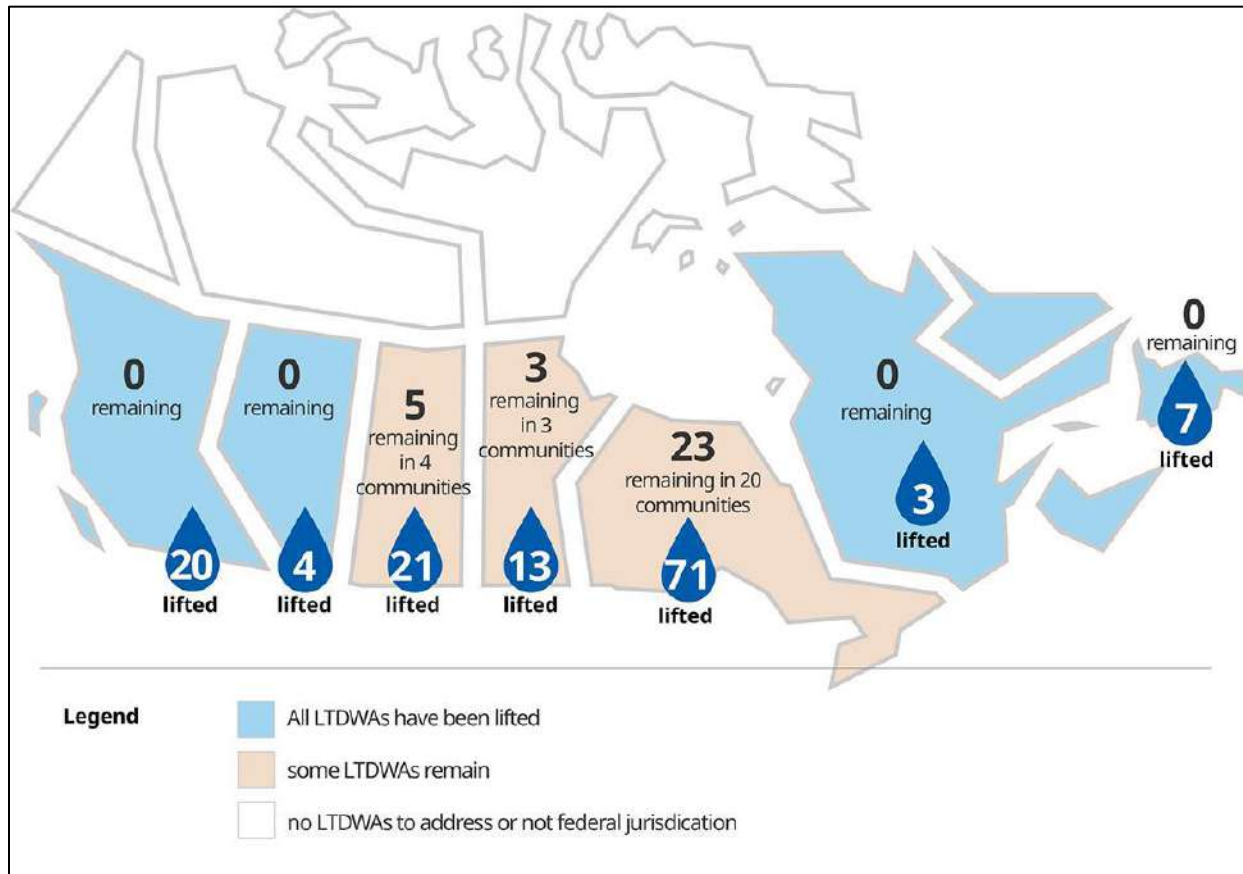 0
remaining
20
lifted
0
remaining
4
lifted
5
remaining
in 4
communities
21
lifted
3
remaining
in 3
communities
13
lifted
23
remaining in 20
communities
71
lifted
0
remaining
3
lifted
0
remaining
7
lifted
Legend
All LTDWAs have been lifted
some LTDWAs remain
no LTDWAs to address or not federal jurisdication